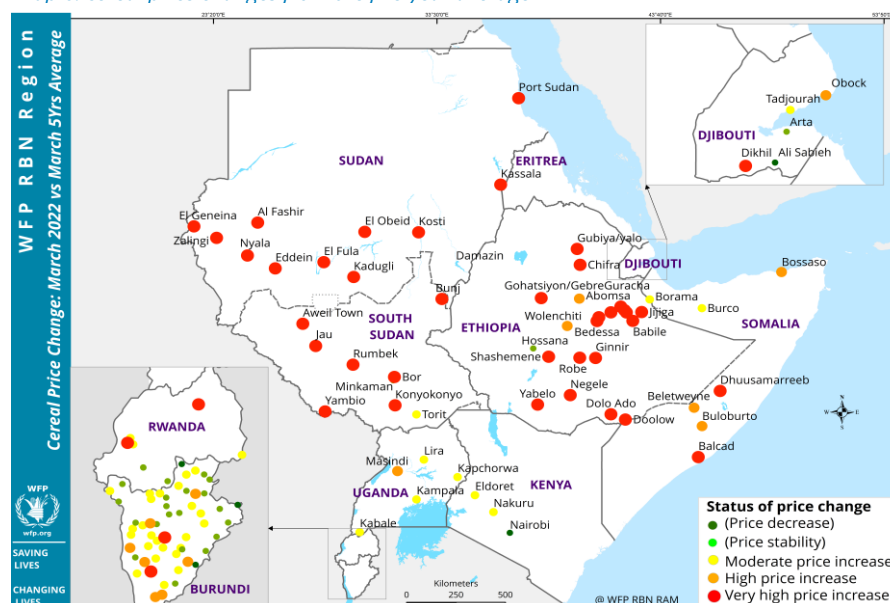 23°20'0"E
33°30'0"E
43°40'0"E
WFP RBN Region
Cereal Price Change: March 2022 vs March 5Yrs Average
WFP
wfp.org
SAVING
LIVES
CHANGING
LIVES
Port Sudan
SUDAN
ERITREA
Kassala
El Geneina
Al Fashir
Zalingi
Nyala
El Obeid
Kosti
Eddein
El Fula
Kadugli
Damazin
Bunj
Gubiya/yalo
Chifra
DJIBOUTI
Gohatsiyon/GebreGuracha
Abomsa
Borama
Bossaso
Burco
Aweil Town
SOUTH
SUDAN
Jau
Wolenchiti
ETHIOPIA
Bedessa
Jijiga
Babile
SOMALIA
Hossana
Shashemene
Ginnir
Robe
Rumbek
Bor
Minkaman
Konyokonyo
Yambio
Torit
Yabelo
Negele
Dolo Ado
Doolow
Dhuusamarreeb
Beletweyne
Buloburto
Balcad
Lira
Masindi
Kapchorwa
KENYA
Eldoret
UGANDA
Kampala
Nakuru
Kabale
Nairobi
RWANDA
BURUNDI
Obock
Tadjourah
Arta
DJIBOUTI
Dikhil
Ali Sabieh
N
W
E
S
Kilometers
0
250
500
@ WFP RBN RAM
Status of price change
(Price decrease)
(Price stability)
Moderate price increase
High price increase
Very high price increase